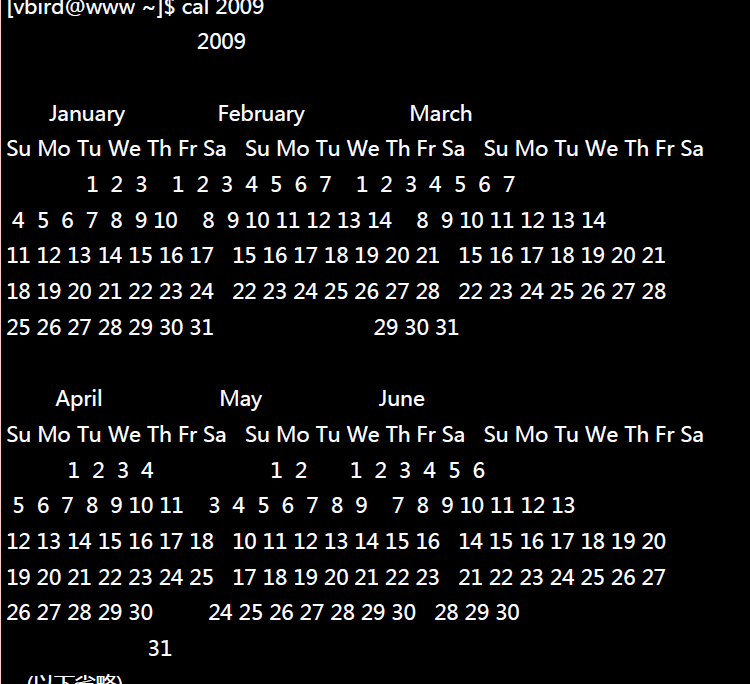 [vbird@www ~]$ cal 2009
2009
January February March
Su Mo Tu We Th Fr Sa Su Mo Tu We Th Fr Sa Su Mo Tu We Th Fr Sa
1 2 3 1 2 3 4 5 6 7 1 2 3 4 5 6 7
4 5 6 7 8 9 10 8 9 10 11 12 13 14 8 9 10 11 12 13 14
11 12 13 14 15 16 17 15 16 17 18 19 20 21 15 16 17 18 19 20 21
18 19 20 21 22 23 24 22 23 24 25 26 27 28 22 23 24 25 26 27 28
25 26 27 28 29 30 31 29 30 31
April May June
Su Mo Tu We Th Fr Sa Su Mo Tu We Th Fr Sa Su Mo Tu We Th Fr Sa
1 2 3 4 1 2 1 2 3 4 5 6
5 6 7 8 9 10 11 3 4 5 6 7 8 9 7 8 9 10 11 12 13
12 13 14 15 16 17 18 10 11 12 13 14 15 16 14 15 16 17 18 19 20
19 20 21 22 23 24 25 17 18 19 20 21 22 23 21 22 23 24 25 26 27
26 27 28 29 30 24 25 26 27 28 29 30 28 29 30
31
(以下省略)